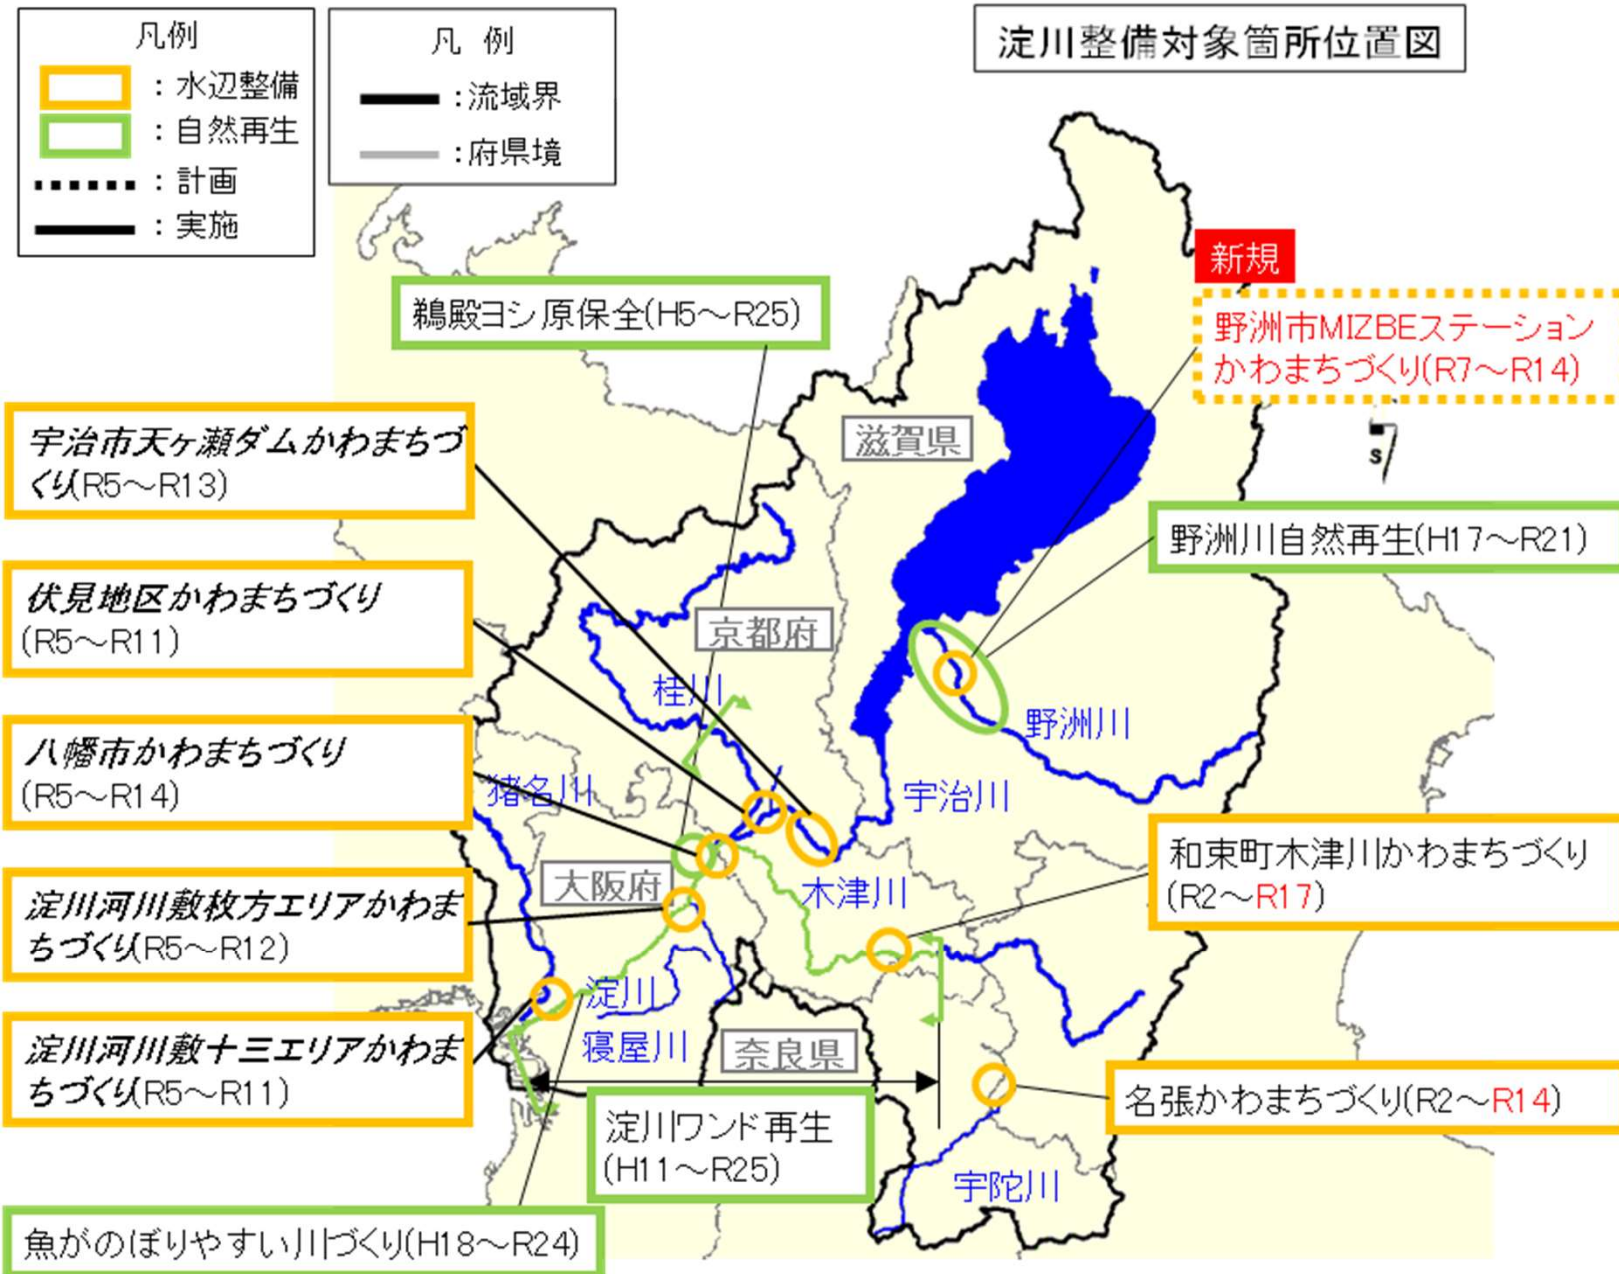 淀川整備対象箇所位置図
凡例
：水辺整備
：自然再生
：計画
：実施
凡 例
：流域界
：府県境
新規
野洲市MIZBEステーション
かわまちづくり(R7～R14)
鵜殿ヨシ原保全(H5～R25)
滋賀県
S
宇治市天ヶ瀬ダムかわまちづ
くり(R5～R13)
野洲川自然再生(H17～R21)
伏見地区かわまちづくり
(R5～R11)
京都府
桂川
野洲川
八幡市かわまちづくり
(R5～R14)
猪名川
宇治川
和束町木津川かわまちづくり
(R2～R17)
大阪府
木津川
淀川河川敷枚方エリアかわま
ちづくり(R5～R12)
淀川
寝屋川
奈良県
淀川河川敷十三エリアかわま
ちづくり(R5～R11)
名張かわまちづくり(R2～R14)
淀川ワンド再生
(H11～R25)
宇陀川
魚がのぼりやすい川づくり(H18～R24)